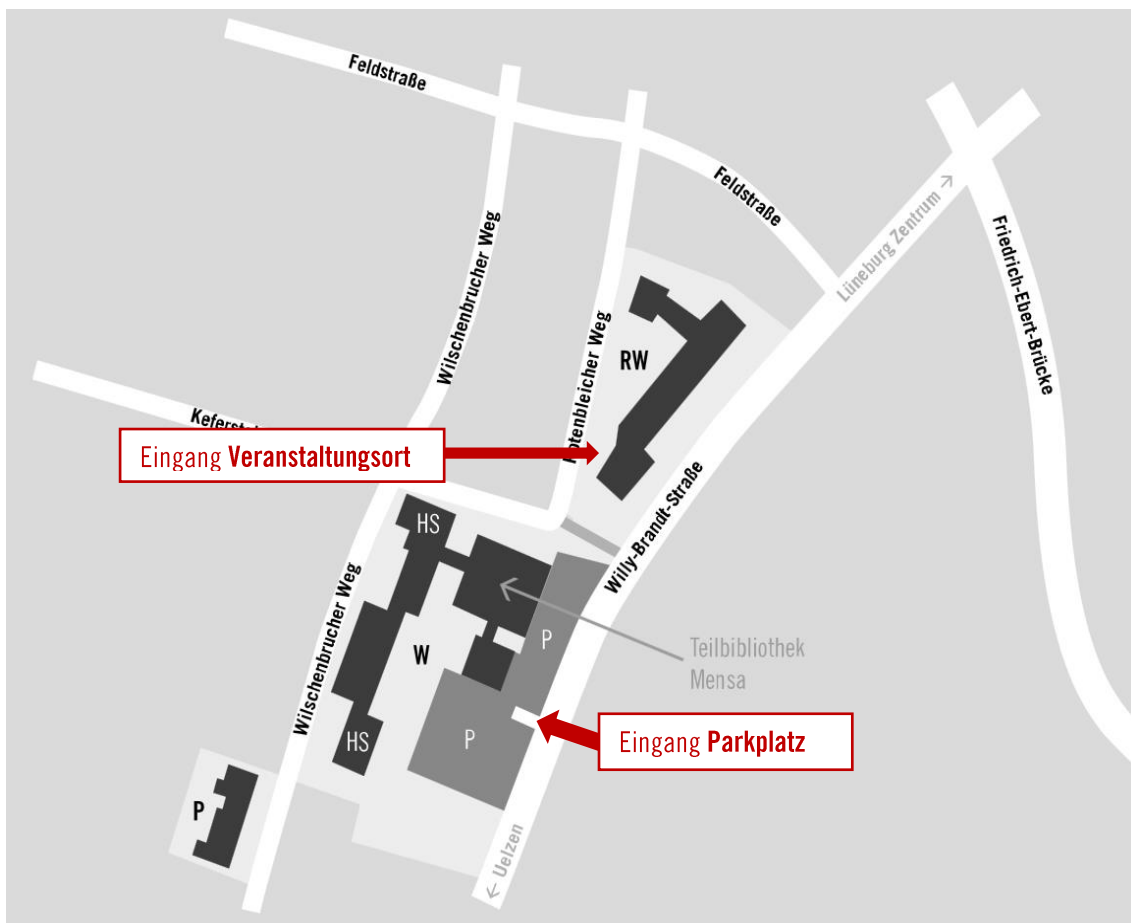 Feldstraße
Feldstraße
Wilschenbrucher Weg
Lüneburg Zentrum →
Friedrich-Ebert-Brücke
RW
Eingang Veranstaltungsort
Willy-Brandt-Straße
HS
Wilschenbrucher Weg
W
P
Teilbibliothek
Mensa
HS
P
Eingang Parkplatz
P
← Uelzen